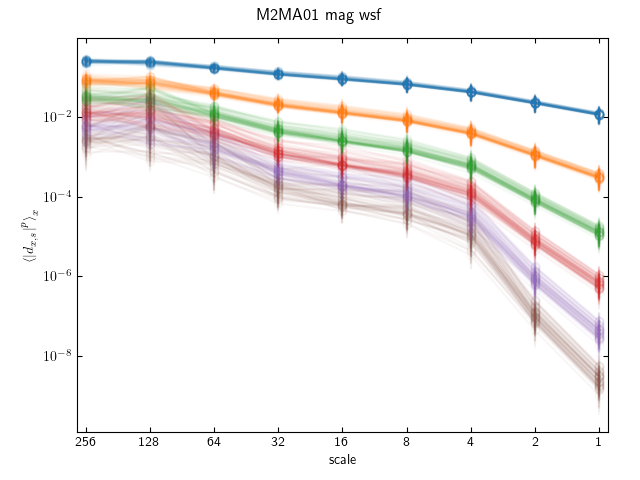 M2MA01 mag wsf
⟨|d_{x,s}|^p⟩_x
10^{−2}
10^{−4}
10^{−6}
10^{−8}
256 128 64 32 16 8 4 2 1
scale